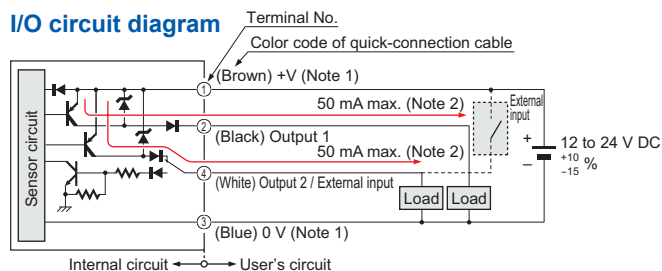 I/O circuit diagram
Terminal No.
Color code of quick-connection cable
(Brown) +V (Note 1)
1
50 mA max. (Note 2)
External
input
2
(Black) Output 1
50 mA max. (Note 2)
+
12 to 24 V DC
+10
−15 %
−
Sensor circuit
4
(White) Output 2 / External input
Load
Load
3
(Blue) 0 V (Note 1)
Internal circuit
User's circuit